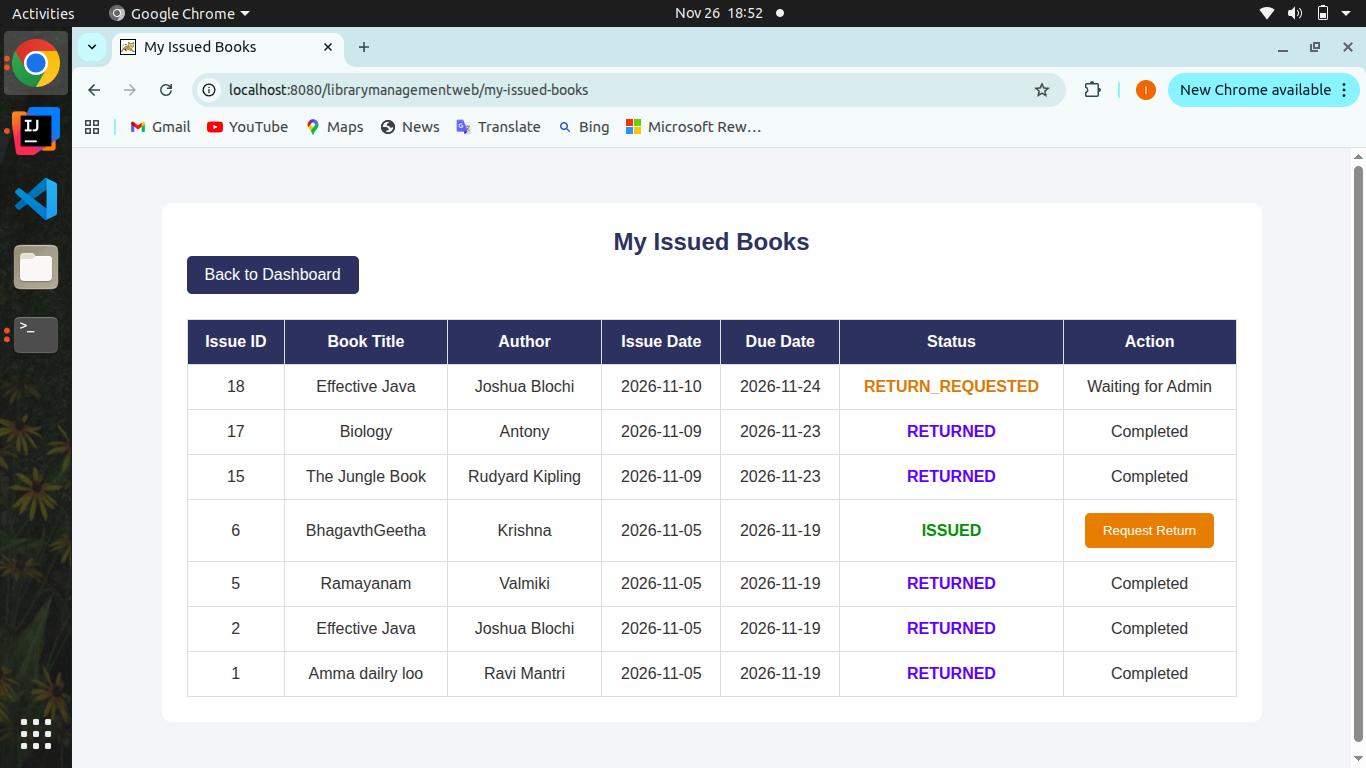 Activities Google Chrome Nov 26 18:52
My Issued Books
localhost:8080/librarymanagementweb/my-issued-books New Chrome available
Gmail YouTube Maps News Translate Bing Microsoft Rew…
My Issued Books
Back to Dashboard
Issue ID Book Title Author Issue Date Due Date Status Action
18 Effective Java Joshua Blochi 2026-11-10 2026-11-24 RETURN_REQUESTED Waiting for Admin
17 Biology Antony 2026-11-09 2026-11-23 RETURNED Completed
15 The Jungle Book Rudyard Kipling 2026-11-09 2026-11-23 RETURNED Completed
6 BhagavthGeetha Krishna 2026-11-05 2026-11-19 ISSUED Request Return
5 Ramayanam Valmiki 2026-11-05 2026-11-19 RETURNED Completed
2 Effective Java Joshua Blochi 2026-11-05 2026-11-19 RETURNED Completed
1 Amma dailry loo Ravi Mantri 2026-11-05 2026-11-19 RETURNED Completed